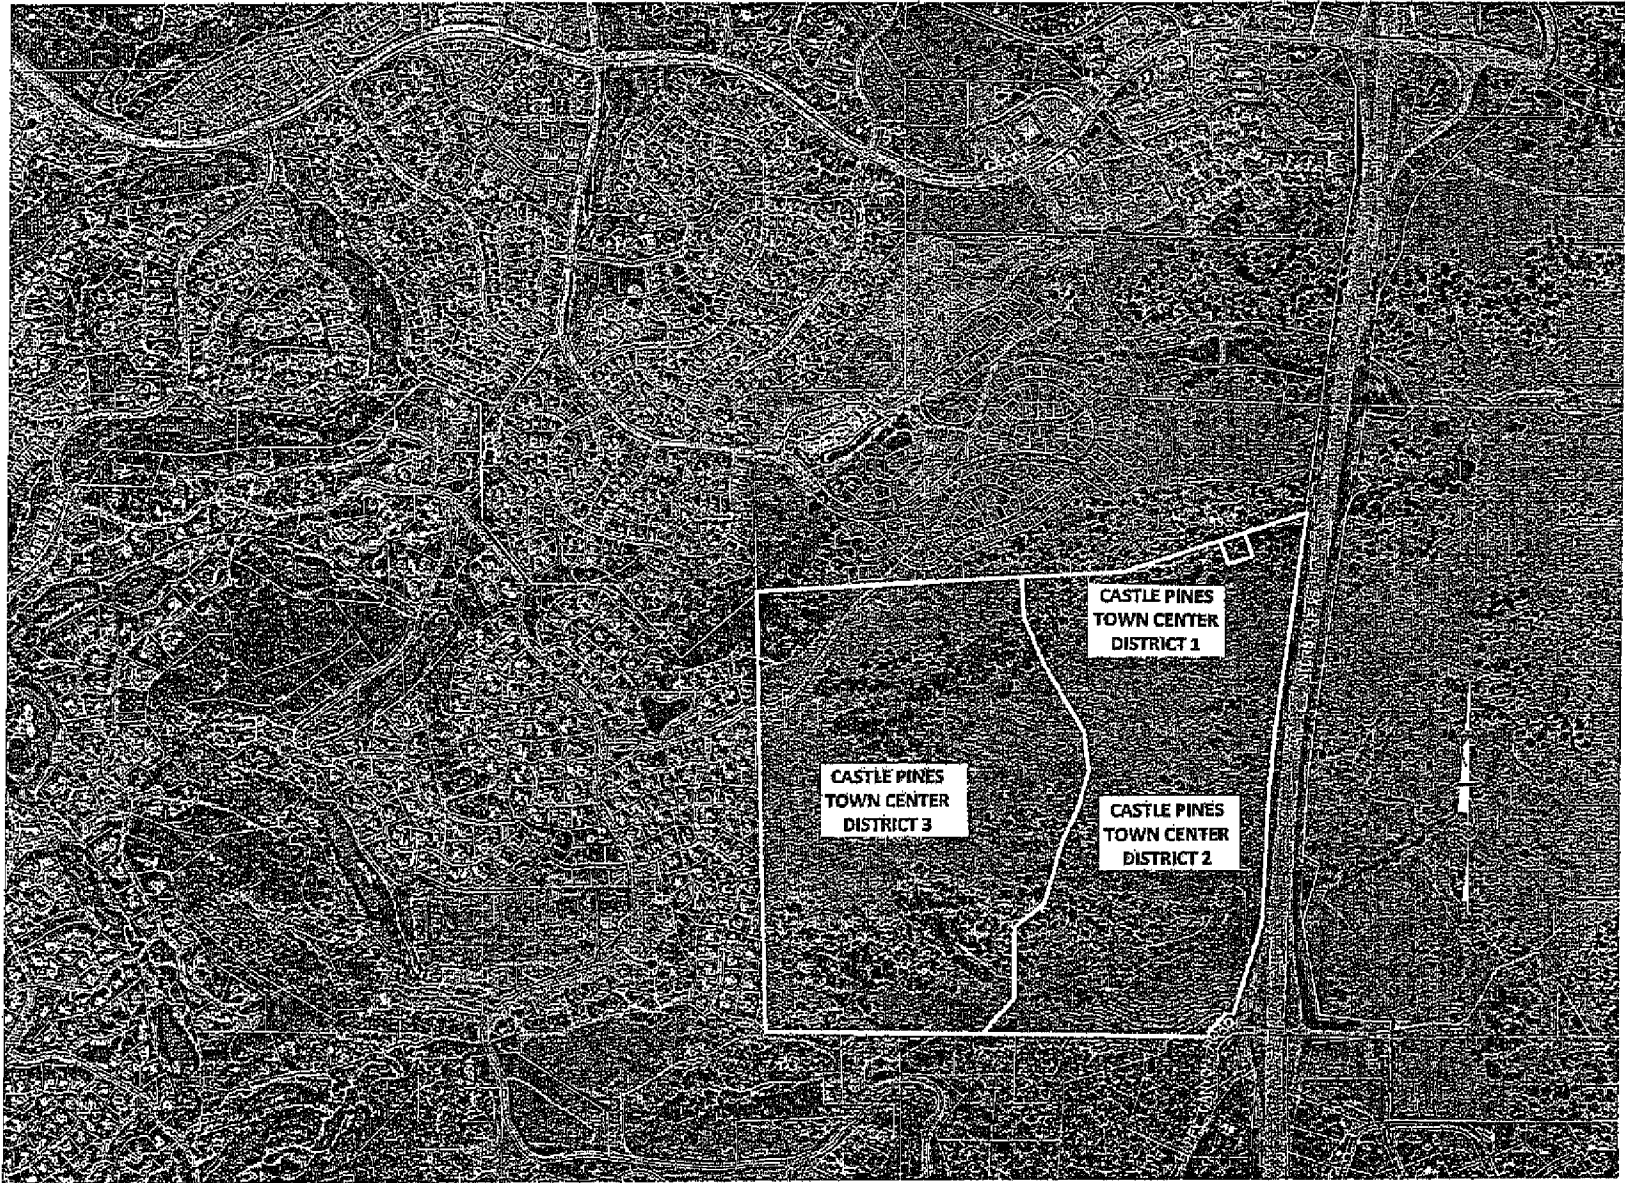 CASTLE PINES
TOWN CENTER
DISTRICT 1
CASTLE PINES
TOWN CENTER
DISTRICT 3
CASTLE PINES
TOWN CENTER
DISTRICT 2